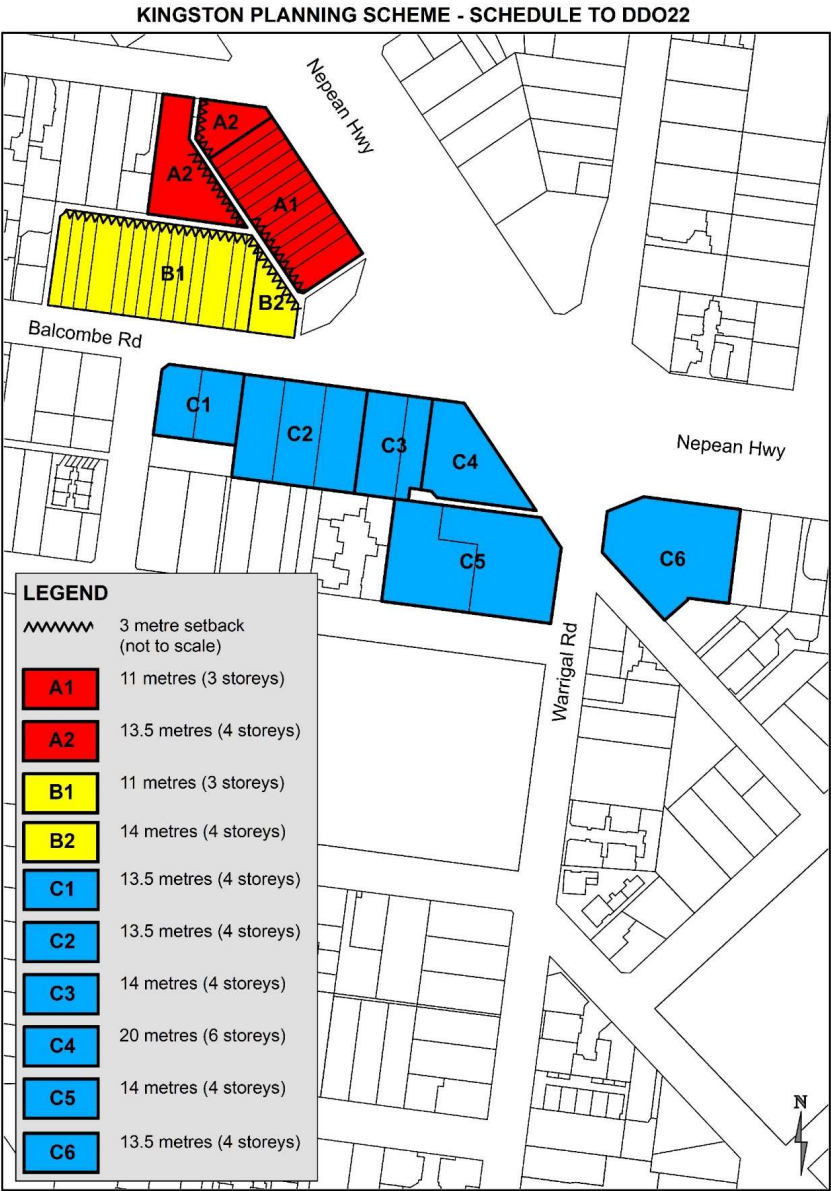 KINGSTON PLANNING SCHEME - SCHEDULE TO DDO22
Nepean Hwy
A2
A2
A1
B1
B2
Balcombe Rd
C1
C2
C3
C4
Nepean Hwy
C5
C6
Warrigal Rd
LEGEND
3 metre setback
(not to scale)
A1 11 metres (3 storeys)
A2 13.5 metres (4 storeys)
B1 11 metres (3 storeys)
B2 14 metres (4 storeys)
C1 13.5 metres (4 storeys)
C2 13.5 metres (4 storeys)
C3 14 metres (4 storeys)
C4 20 metres (6 storeys)
C5 14 metres (4 storeys)
C6 13.5 metres (4 storeys)
N